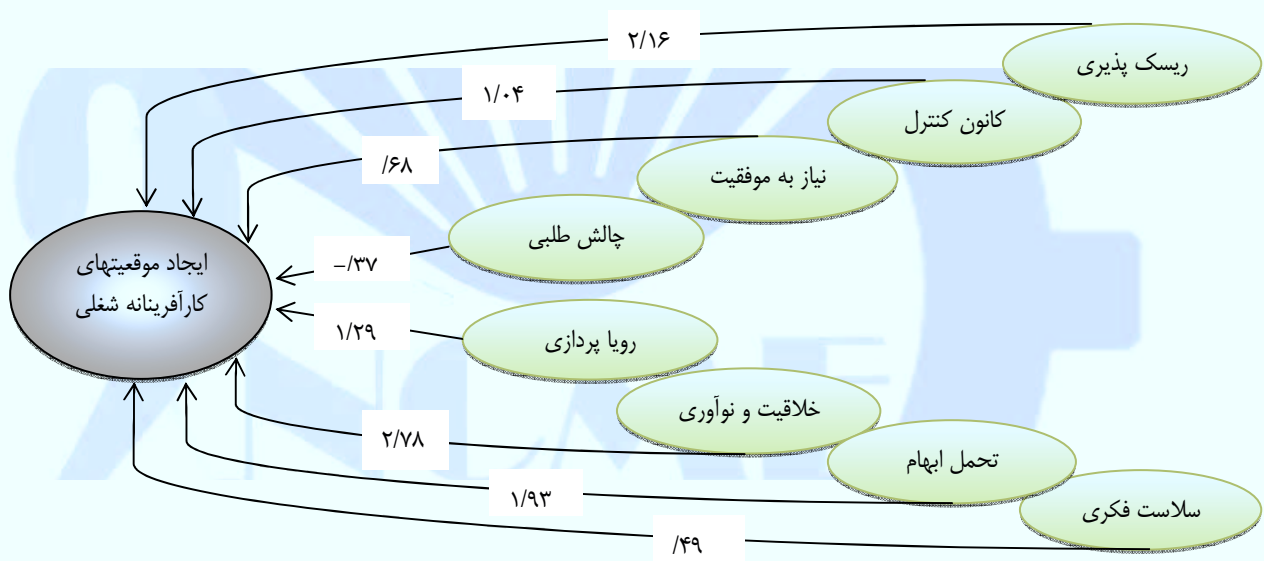 ریسک پذیری
۲/۱۶
کانون کنترل
۱/۰۴
نیاز به موفقیت
/۶۸
چالش طلبی
–/۳۷
ایجاد موقعیتهای
کارآفرینانه شغلی
رویا پردازی
۱/۲۹
خلاقیت و نوآوری
۲/۷۸
تحمل ابهام
۱/۹۳
سلاست فکری
/۴۹